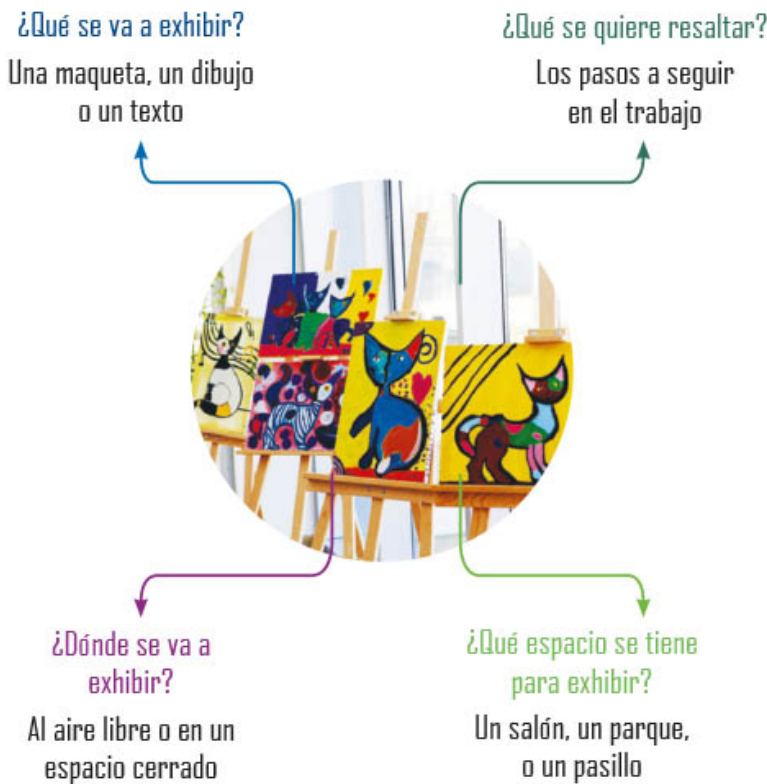 ¿Qué se va a exhibir?
Una maqueta, un dibujo
o un texto
¿Qué se quiere resaltar?
Los pasos a seguir
en el trabajo
¿Dónde se va a
exhibir?
Al aire libre o en un
espacio cerrado
¿Qué espacio se tiene
para exhibir?
Un salón, un parque,
o un pasillo